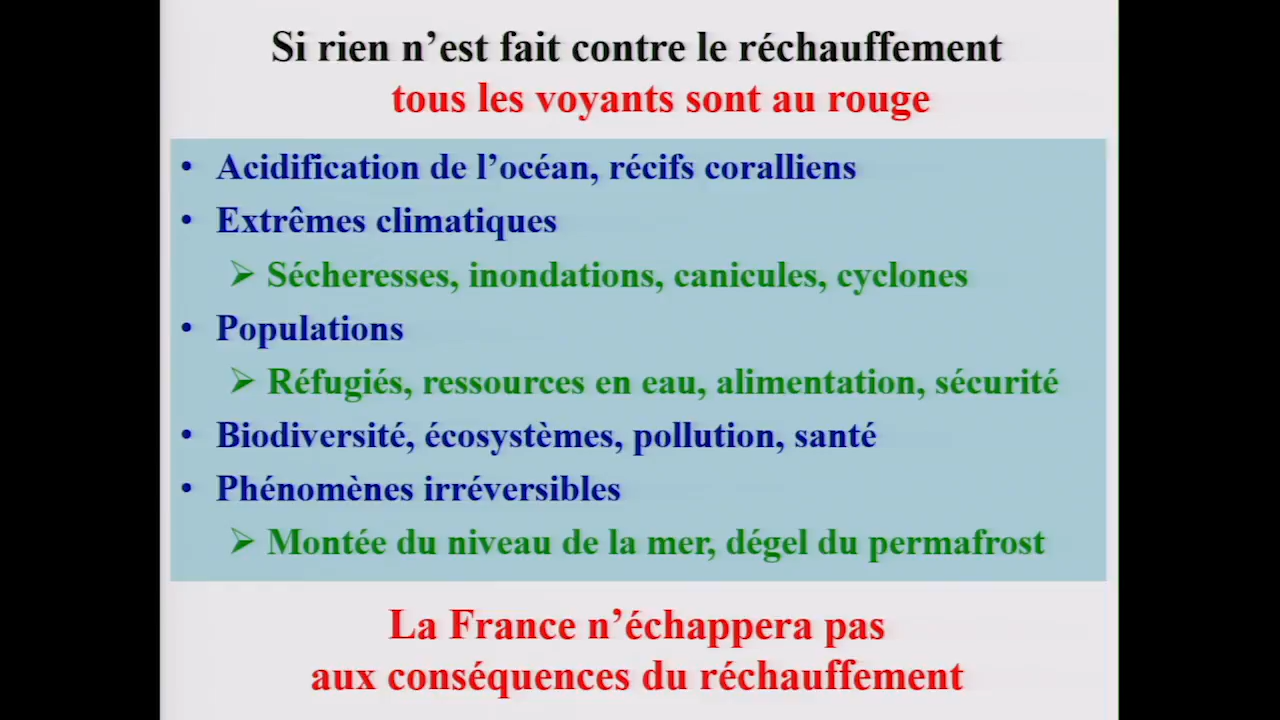 Si rien n’est fait contre le réchauffement
tous les voyants sont au rouge
• Acidification de l’océan, récifs coralliens
• Extrêmes climatiques
➢ Sécheresses, inondations, canicules, cyclones
• Populations
➢ Réfugiés, ressources en eau, alimentation, sécurité
• Biodiversité, écosystèmes, pollution, santé
• Phénomènes irréversibles
➢ Montée du niveau de la mer, dégel du permafrost
La France n’échappera pas
aux conséquences du réchauffement